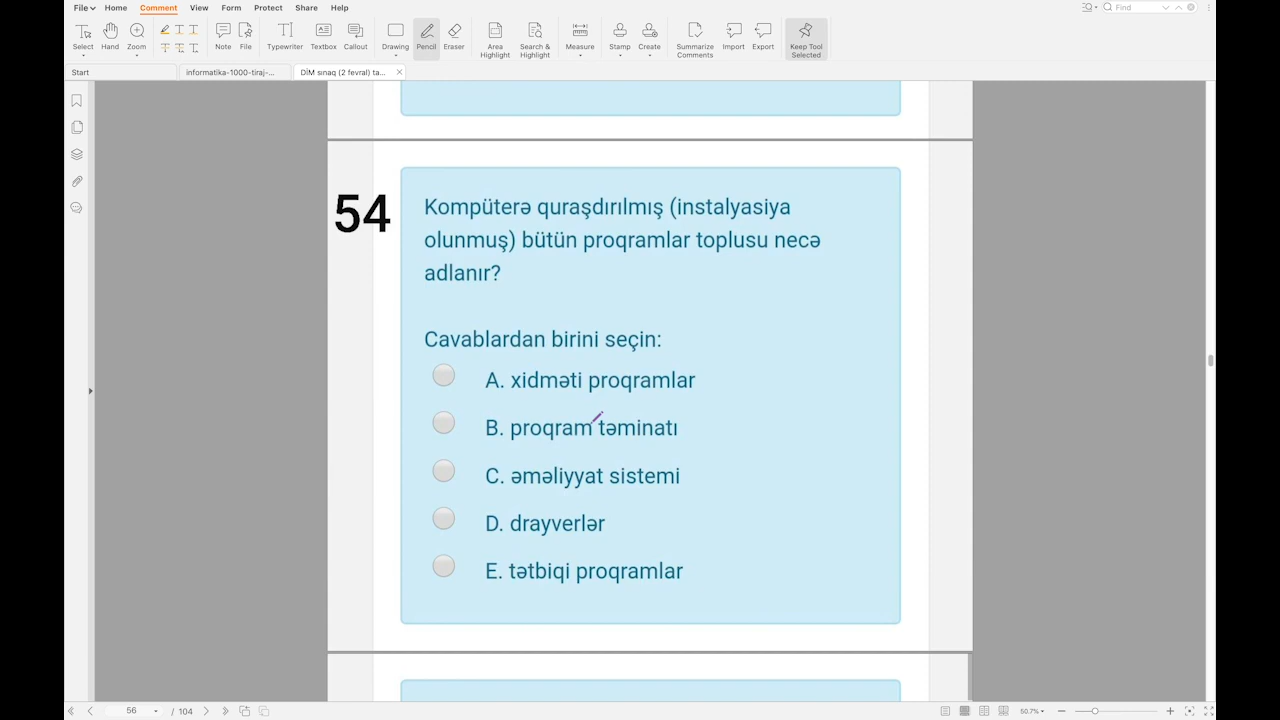 File Home Comment View Form Protect Share Help Find
Select Hand Zoom Note File Typewriter Textbox Callout Drawing Pencil Eraser Area Highlight Search & Highlight Measure Stamp Create Summarize Comments Import Export Keep Tool Selected
Start informatika-1000-tiraj-... DİM sınaq (2 fevral) ta...
54
Kompüterə quraşdırılmış (instalyasiya
olunmuş) bütün proqramlar toplusu necə
adlanır?
Cavablardan birini seçin:
A. xidməti proqramlar
B. proqram təminatı
C. əməliyyat sistemi
D. drayverlər
E. tətbiqi proqramlar
56 / 104 50.7%